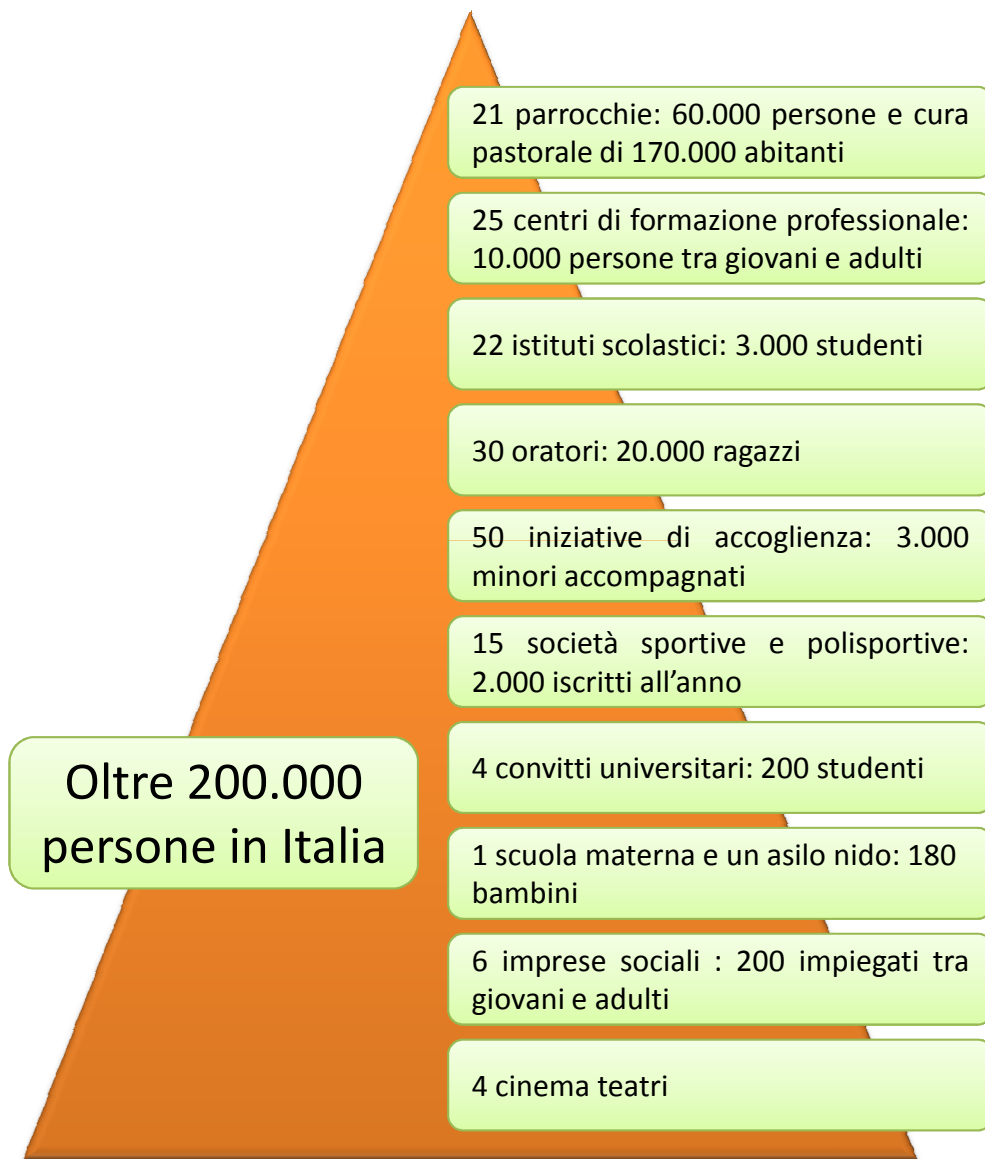 21 parrocchie: 60.000 persone e cura
pastorale di 170.000 abitanti
25 centri di formazione professionale:
10.000 persone tra giovani e adulti
22 istituti scolastici: 3.000 studenti
30 oratori: 20.000 ragazzi
50 iniziative di accoglienza: 3.000
minori accompagnati
15 società sportive e polisportive:
2.000 iscritti all’anno
4 convitti universitari: 200 studenti
1 scuola materna e un asilo nido: 180
bambini
6 imprese sociali : 200 impiegati tra
giovani e adulti
4 cinema teatri
Oltre 200.000
persone in Italia